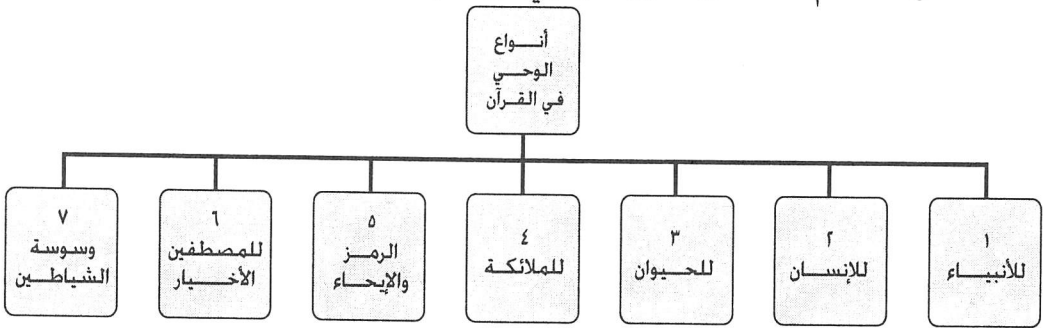 أنواع
الوحي
في القرآن
١
للأنبياء
٢
للإنسان
٣
للحيوان
٤
للملائكة
٥
الرمز
والإيحاء
٦
للمصطفين
الأخيار
٧
وسوسة
الشياطين